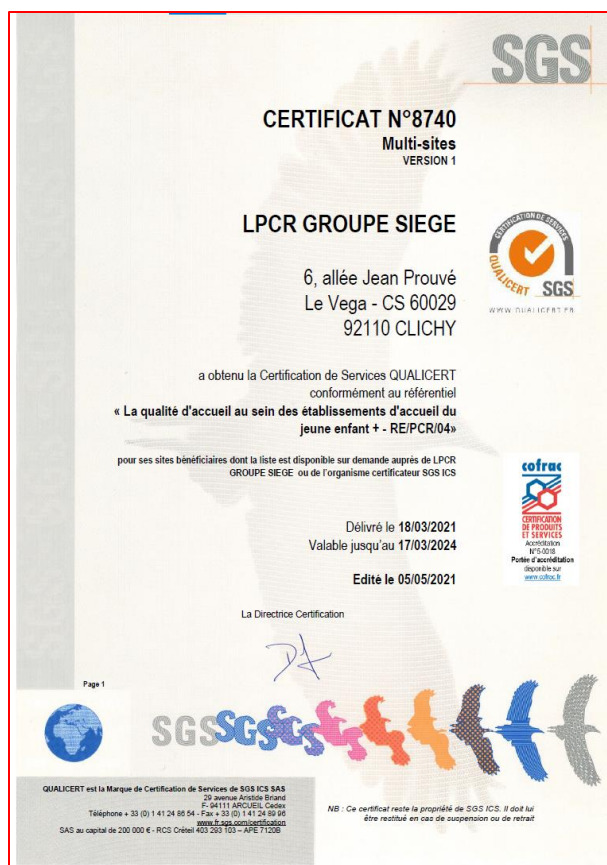 SGS
CERTIFICAT N°8740
Multi-sites
VERSION 1
LPCR GROUPE SIEGE
CERTIFICATION DE SERVICES
QUALICERT SGS
WWW.QUALICERT.FR
6, allée Jean Prouvé
Le Vega - CS 60029
92110 CLICHY
a obtenu la Certification de Services QUALICERT
conformément au référentiel
« La qualité d'accueil au sein des établissements d'accueil du
jeune enfant + - RE/PCR/04»
pour ses sites bénéficiaires dont la liste est disponible sur demande auprès de LPCR
GROUPE SIEGE ou de l'organisme certificateur SGS ICS
cofrac
CERTIFICATION
DE PRODUITS
ET SERVICES
Accréditation
N°5-0018
Portée d'accréditation
disponible sur
www.cofrac.fr
Délivré le 18/03/2021
Valable jusqu'au 17/03/2024
Edité le 05/05/2021
La Directrice Certification
Page 1
SGS SGS SGS
QUALICERT est la Marque de Certification de Services de SGS ICS SAS
29 avenue Aristide Briand
F- 94111 ARCUEIL Cedex
Téléphone + 33 (0) 1 41 24 86 54 - Fax + 33 (0) 1 41 24 89 96
www.fr.sgs.com/certification
SAS au capital de 200 000 € - RCS Créteil 403 293 103 – APE 7120B
NB : Ce certificat reste la propriété de SGS ICS. Il doit lui
être restitué en cas de suspension ou de retrait